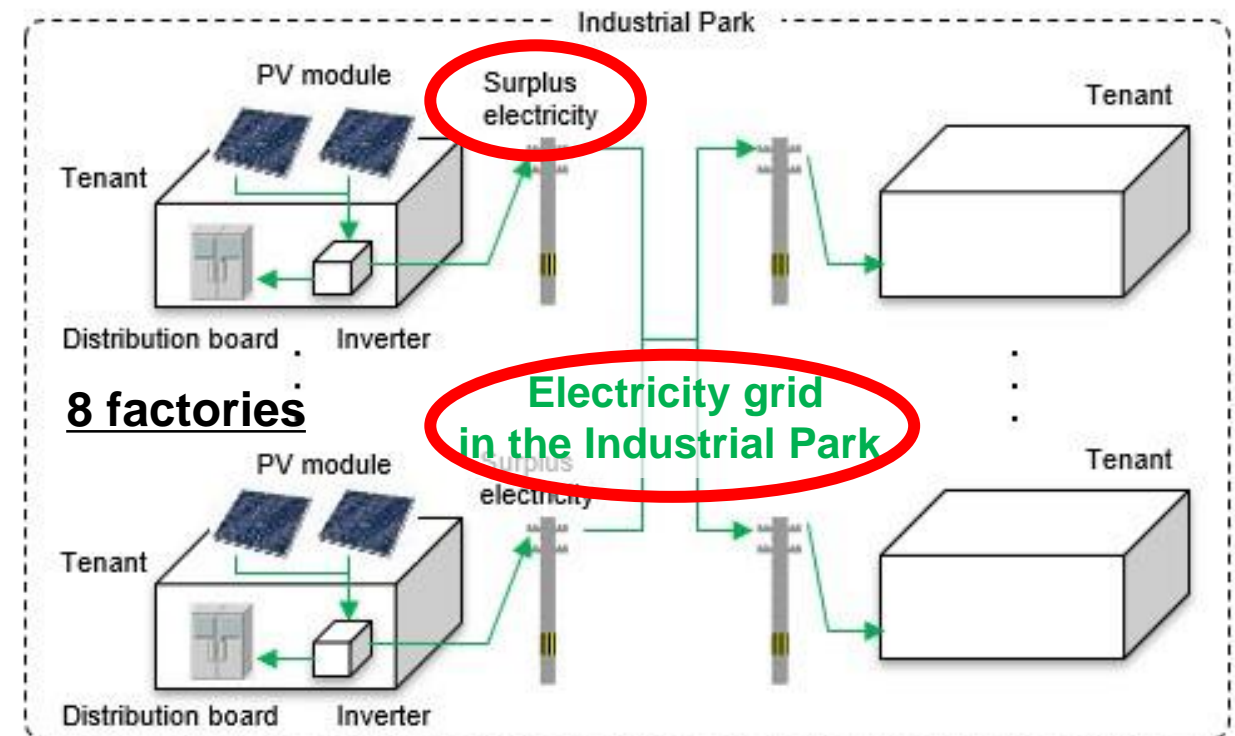 Industrial Park
PV module
Surplus
electricity
Tenant
Tenant
Distribution board
Inverter
8 factories
Electricity grid
in the Industrial Park
PV module
Surplus
electricity
Tenant
Tenant
Distribution board
Inverter